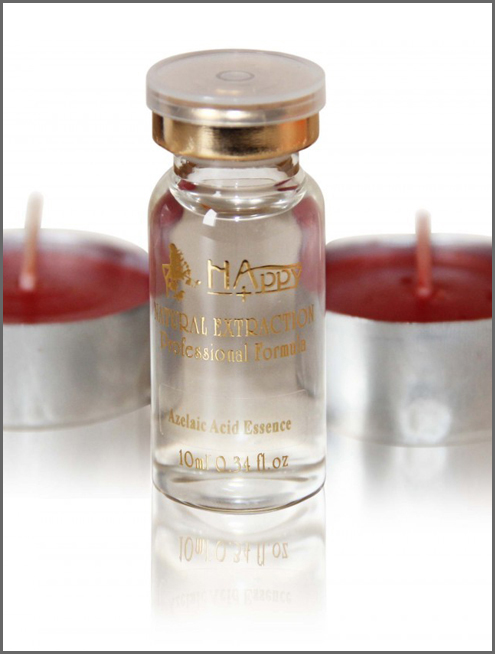 HAppy
NATURAL EXTRACTION
Professional Formula
Azelaic Acid Essence
10ml 0.34 fl.oz